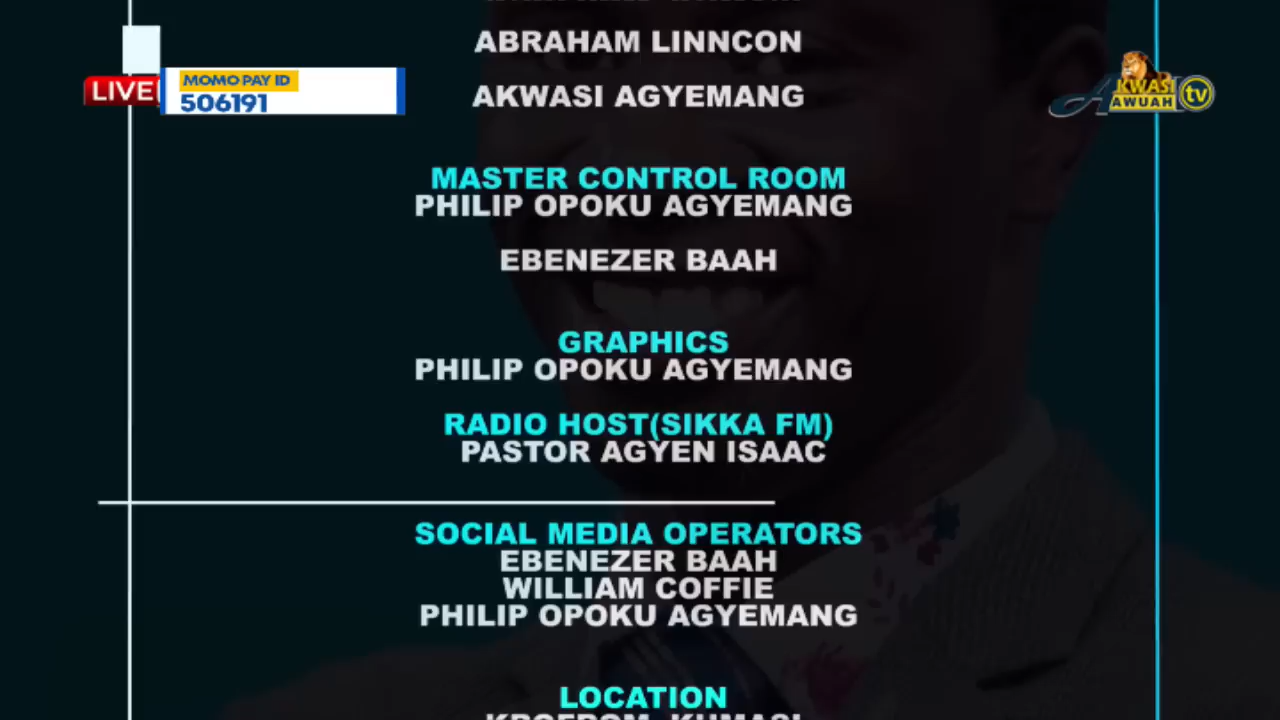 ABRAHAM LINNCON
LIVE
MOMO PAY ID
506191
AKWASI AGYEMANG
KWASI
AWUAH
tv
MASTER CONTROL ROOM
PHILIP OPOKU AGYEMANG
EBENEZER BAAH
GRAPHICS
PHILIP OPOKU AGYEMANG
RADIO HOST(SIKKA FM)
PASTOR AGYEN ISAAC
SOCIAL MEDIA OPERATORS
EBENEZER BAAH
WILLIAM COFFIE
PHILIP OPOKU AGYEMANG
LOCATION